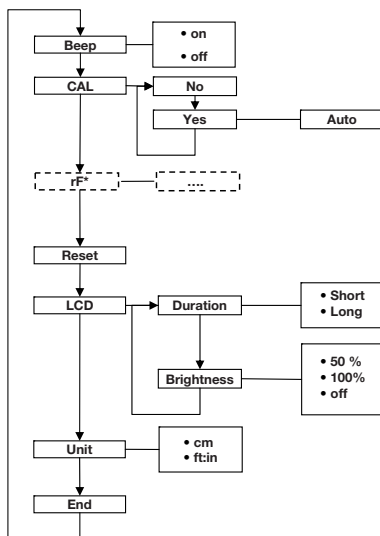 Beep
• on
• off
CAL
No
Yes
Auto
rF*
....
Reset
LCD
Duration
• Short
• Long
Brightness
• 50 %
• 100%
• off
Unit
• cm
• ft:in
End